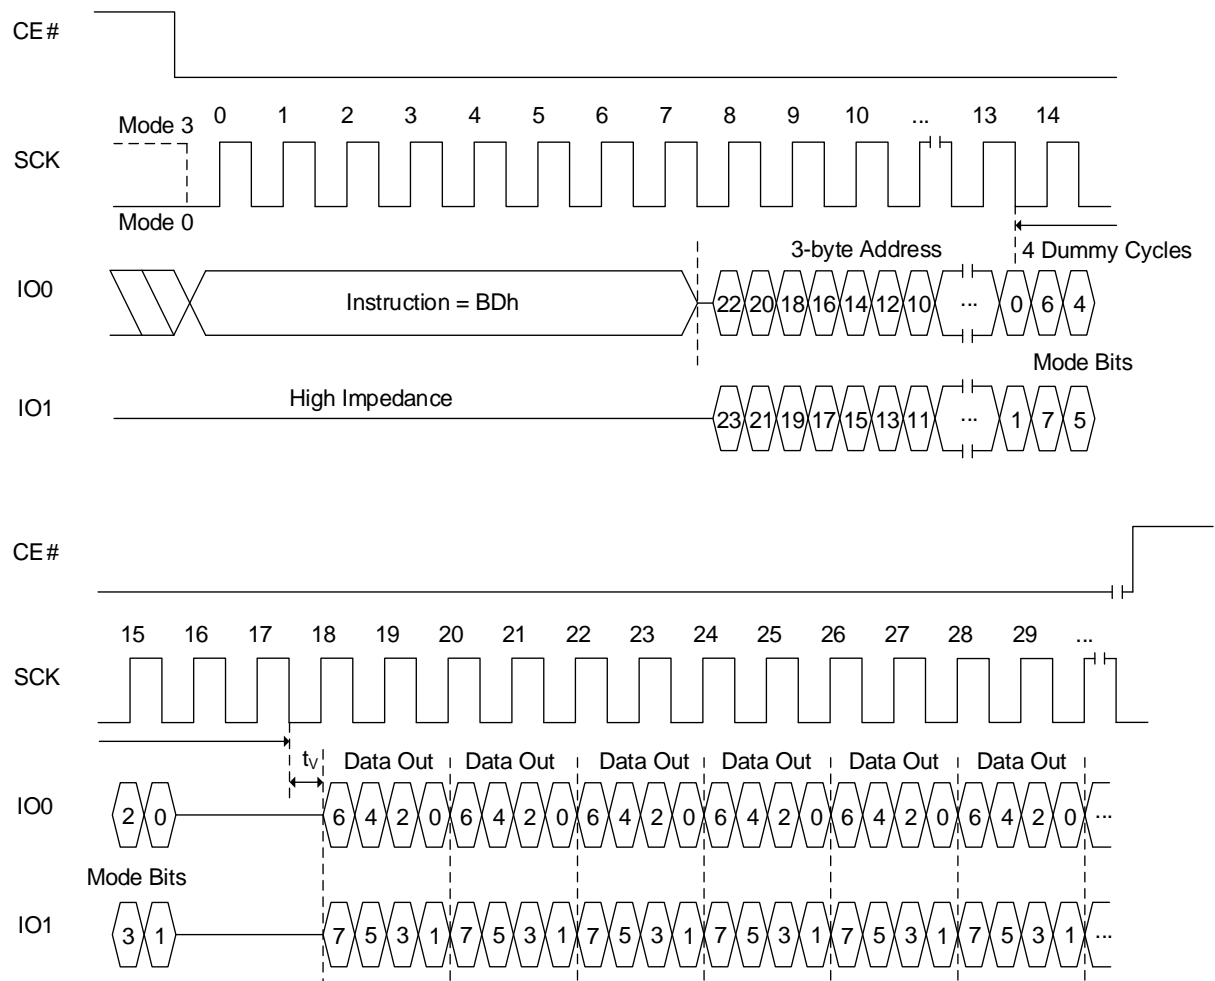 CE#
Mode 3
0 1 2 3 4 5 6 7 8 9 10 ... 13 14
SCK
Mode 0
3-byte Address
4 Dummy Cycles
IO0
Instruction = BDh
22 20 18 16 14 12 10 ... 0 6 4
Mode Bits
IO1
High Impedance
23 21 19 17 15 13 11 ... 1 7 5
CE#
15 16 17 18 19 20 21 22 23 24 25 26 27 28 29 ...
SCK
tV
Data Out Data Out Data Out Data Out Data Out Data Out
IO0
2 0 6 4 2 0 6 4 2 0 6 4 2 0 6 4 2 0 6 4 2 0 6 4 2 0 ...
Mode Bits
IO1
3 1 7 5 3 1 7 5 3 1 7 5 3 1 7 5 3 1 7 5 3 1 7 5 3 1 ...